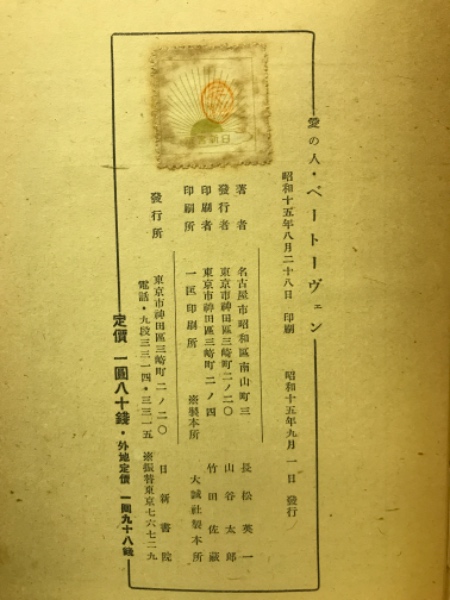 愛の人・ベートーヴェン
昭和十五年八月二十八日 印刷
昭和十五年九月一日 發行
著者 名古屋市昭和區南山町三 長松英一
發行者 東京市神田區三崎町二ノ二〇 山谷太郎
印刷者 東京市神田區三崎町二ノ四 竹田佐藏
印刷所 一匡印刷所 ※製本所 大誠社製本所
發行所 東京市神田區三崎町二ノ二〇 日新書院
電話・九段三三一四・三三一五 ※振替東京七六七二九
定價 一圓八十錢・外地定價 一圓九十八錢